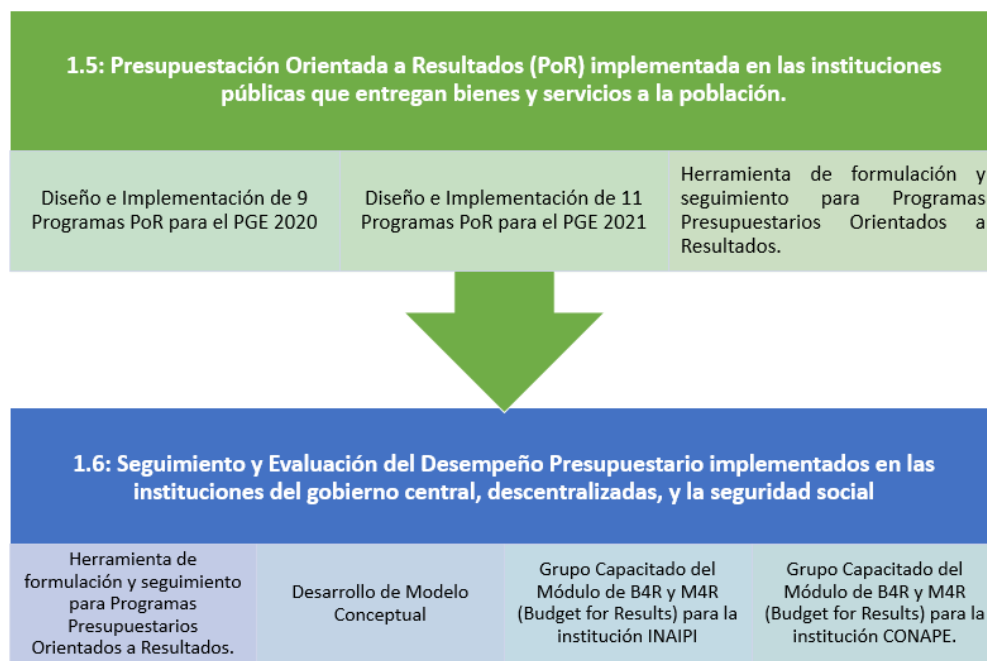 1.5: Presupuestación Orientada a Resultados (PoR) implementada en las instituciones
públicas que entregan bienes y servicios a la población.
Diseño e Implementación de 9
Programas PoR para el PGE 2020
Diseño e Implementación de 11
Programas PoR para el PGE 2021
Herramienta de formulación y
seguimiento para Programas
Presupuestarios Orientados a
Resultados.
1.6: Seguimiento y Evaluación del Desempeño Presupuestario implementados en las
instituciones del gobierno central, descentralizadas, y la seguridad social
Herramienta de
formulación y seguimiento
para Programas
Presupuestarios
Orientados a Resultados.
Desarrollo de Modelo
Conceptual
Grupo Capacitado del
Módulo de B4R y M4R
(Budget for Results) para la
institución INAIPI
Grupo Capacitado del
Módulo de B4R y M4R
(Budget for Results) para la
institución CONAPE.